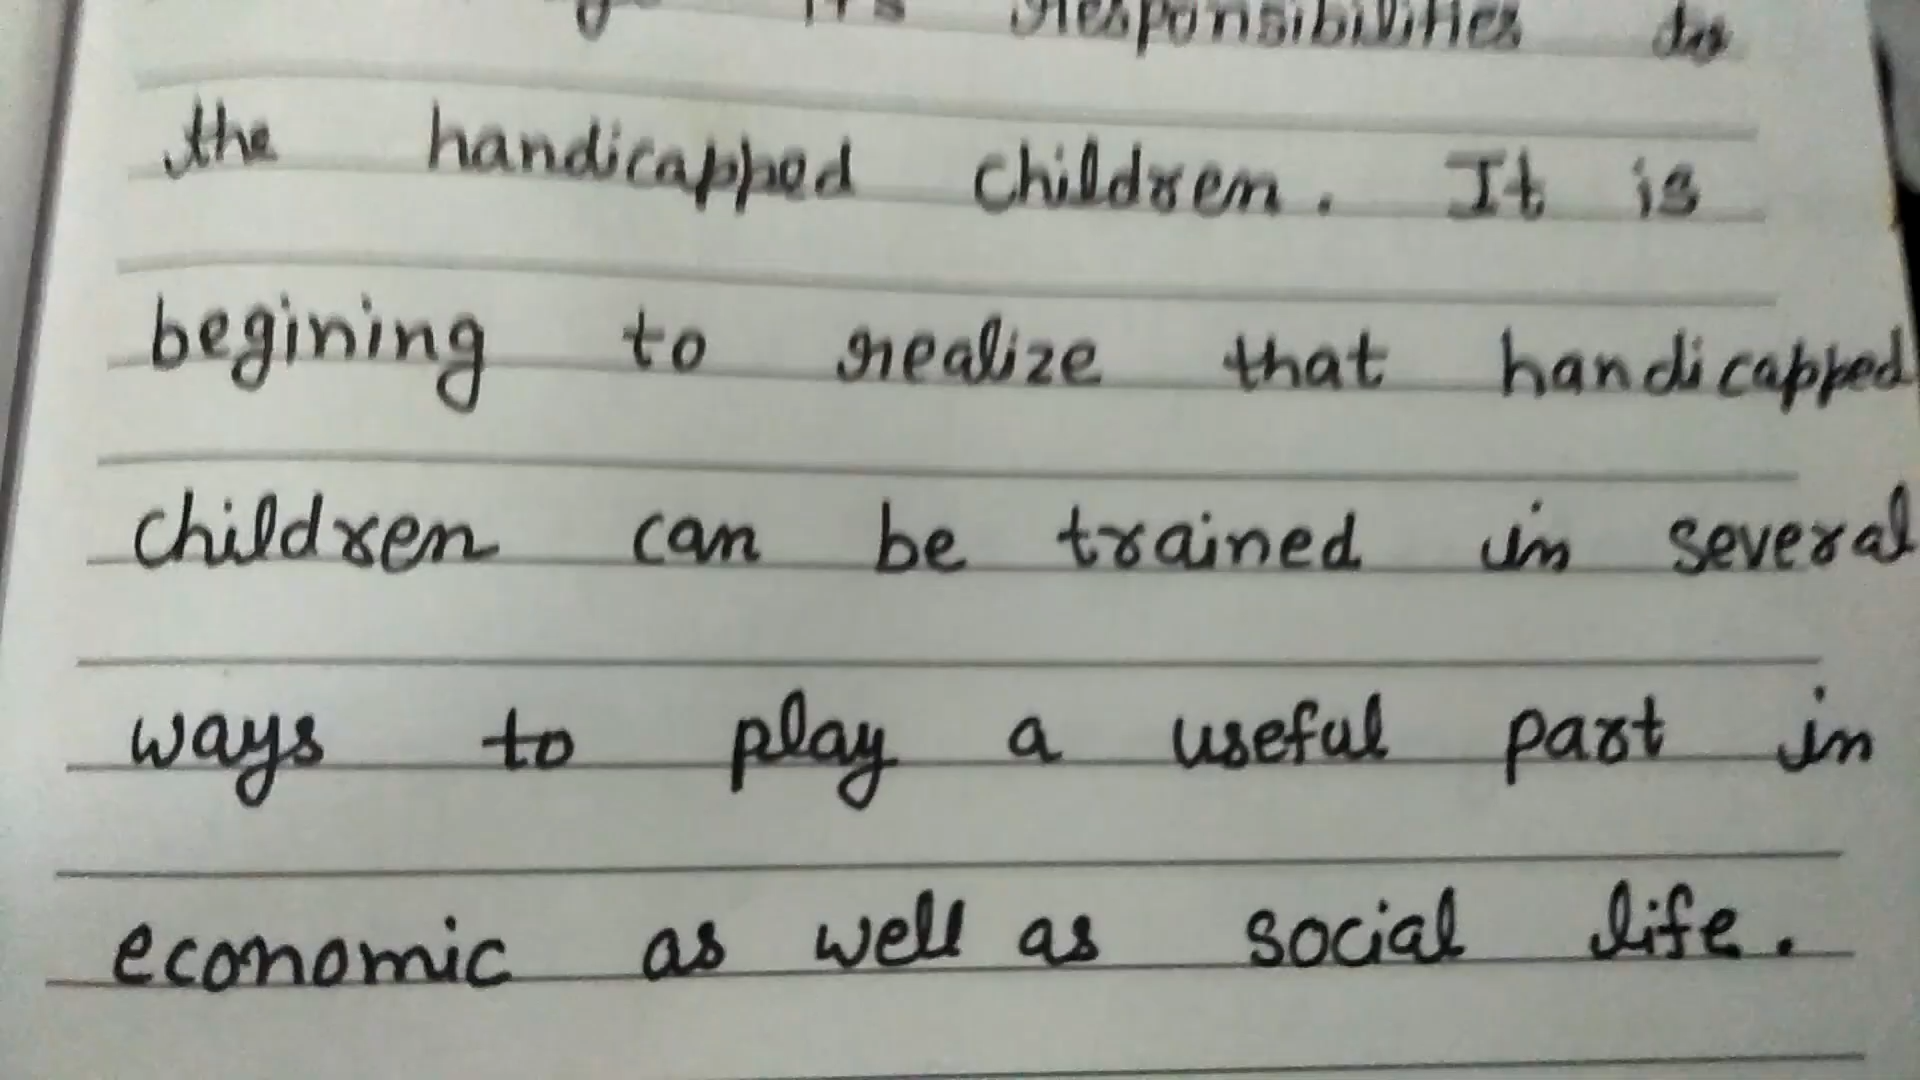 its responsibilities
the handicapped children. It is
begining to realize that handicapped
children can be trained in several
ways to play a useful part in
economic as well as social life.